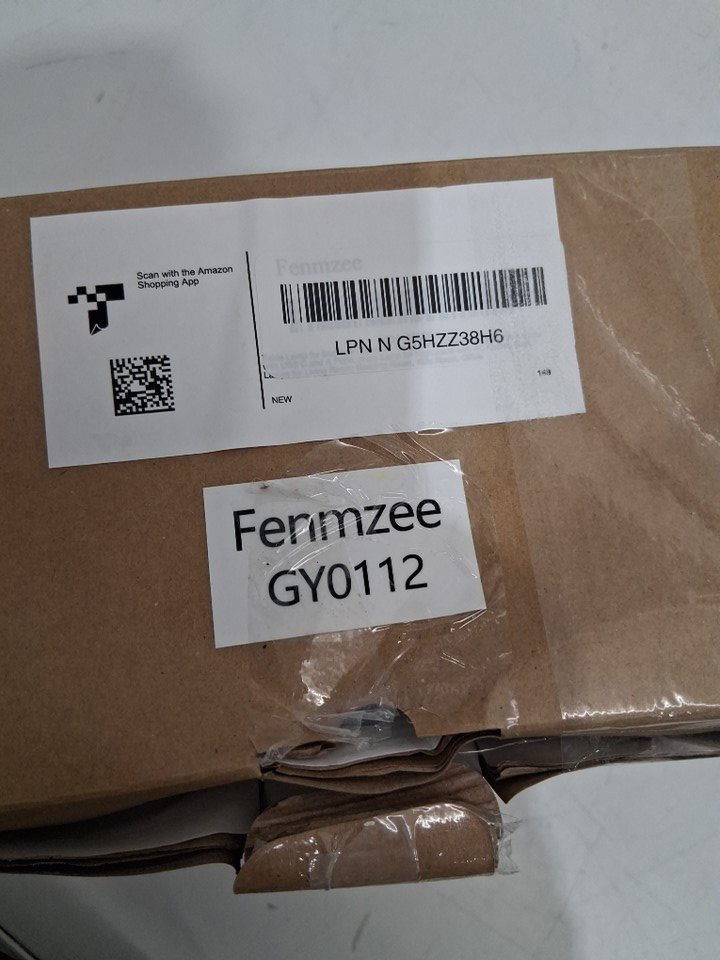 Scan with the Amazon
Shopping App
Fenmzee
LPN N G5HZZ38H6
NEW
Fenmzee
GY0112